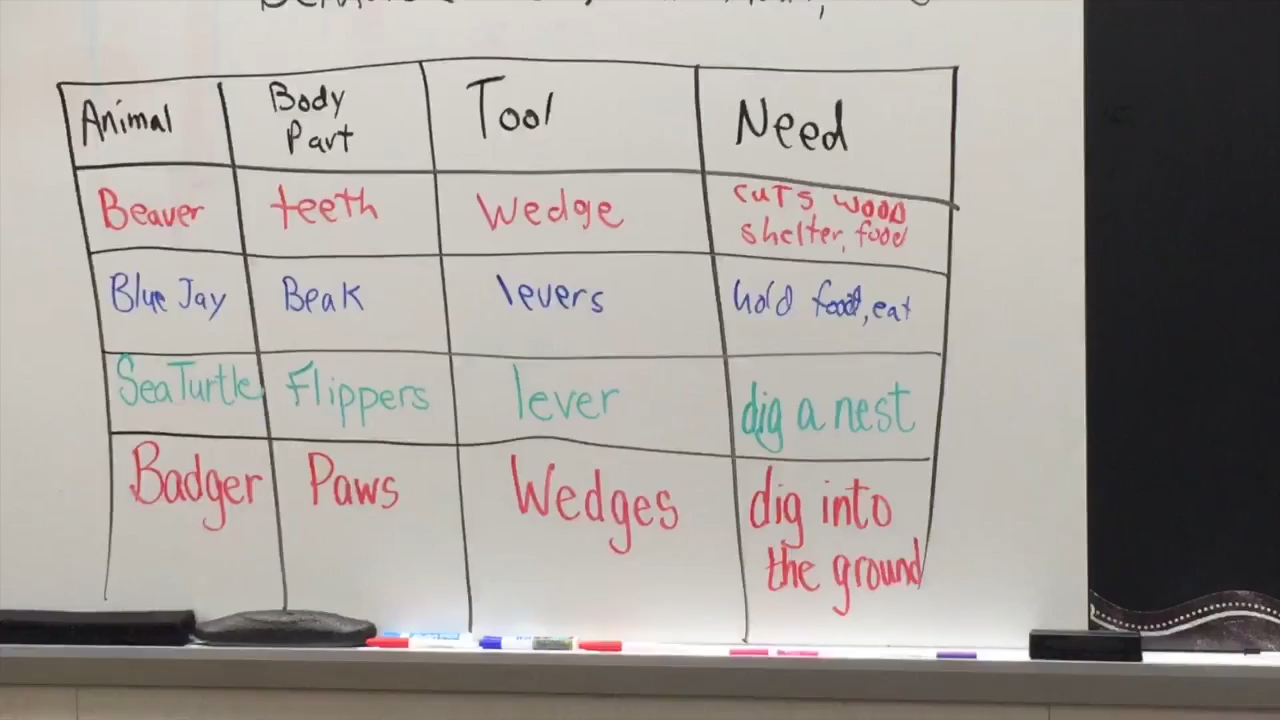 Animal Body Part Tool Need
Beaver teeth Wedge cuts wood shelter, food
Blue Jay Beak levers hold food, eat
Sea Turtle Flippers lever dig a nest
Badger Paws Wedges dig into the ground